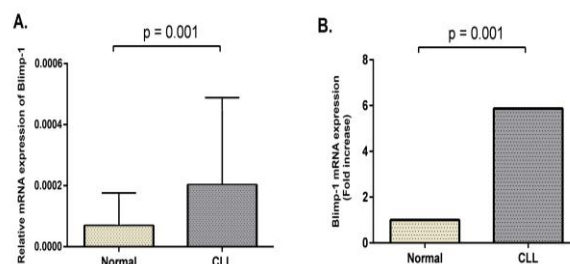 A.
p = 0.001
Relative mRNA expression of Blimp-1
0.0006
0.0004
0.0002
0.0000
Normal
CLL
B.
p = 0.001
Blimp-1 mRNA expression
(Fold increase)
8
6
4
2
0
Normal
CLL